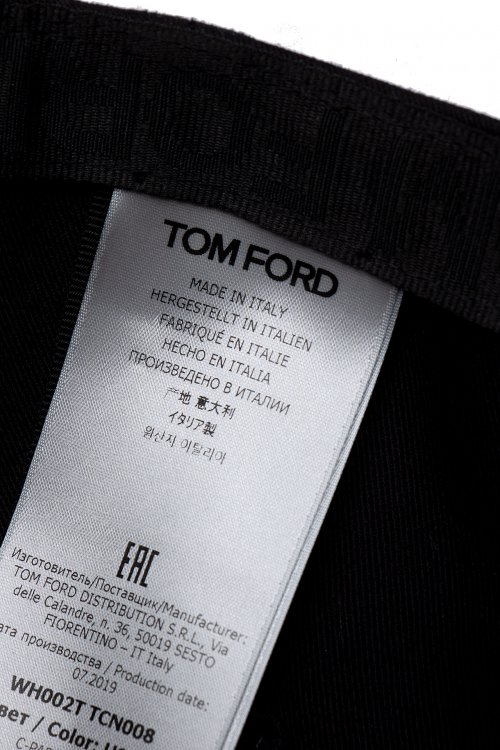 TOM FORD
MADE IN ITALY
HERGESTELLT IN ITALIEN
FABRIQUÉ EN ITALIE
HECHO EN ITALIA
ПРОИЗВЕДЕНО В ИТАЛИИ
产地 意大利
イタリア製
원산지 이탈리아
EAC
Изготовитель/Поставщик/Manufacturer:
TOM FORD DISTRIBUTION S.R.L., Via
delle Calandre, n. 36, 50019 SESTO
FIORENTINO – IT Italy
производства / Production date:
07.2019
WH002T TCN008
/ Color: